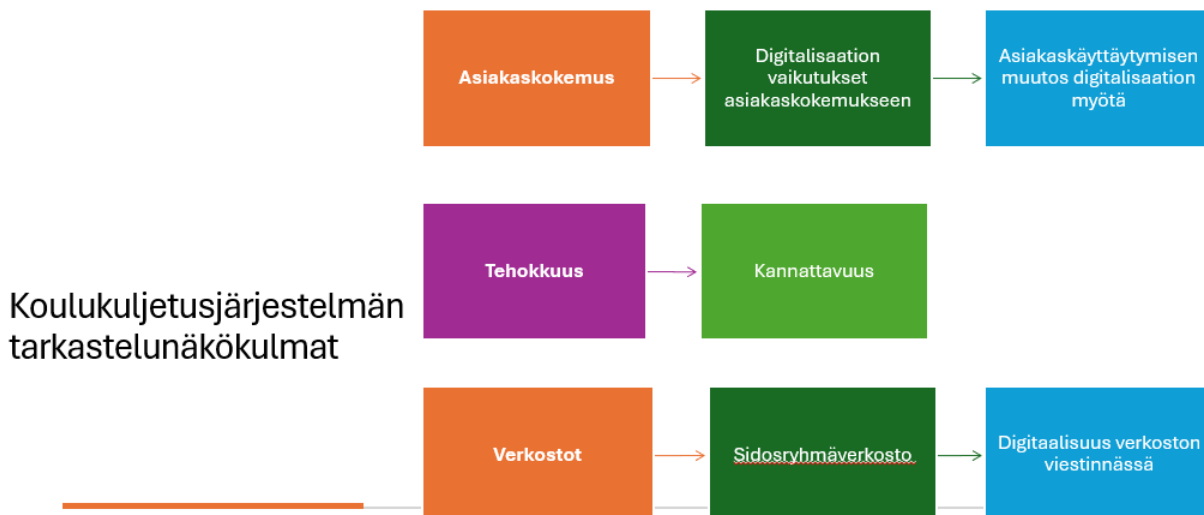 Asiakaskokemus
Digitalisaation
vaikutukset
asiakaskokemukseen
Asiakaskäyttäytymisen
muutos digitalisaation
myötä
Koulukuljetusjärjestelmän
tarkastelunäkökulmat
Tehokkuus
Kannattavuus
Verkostot
Sidosryhmäverkosto
Digitaalisuus verkoston
viestinnässä